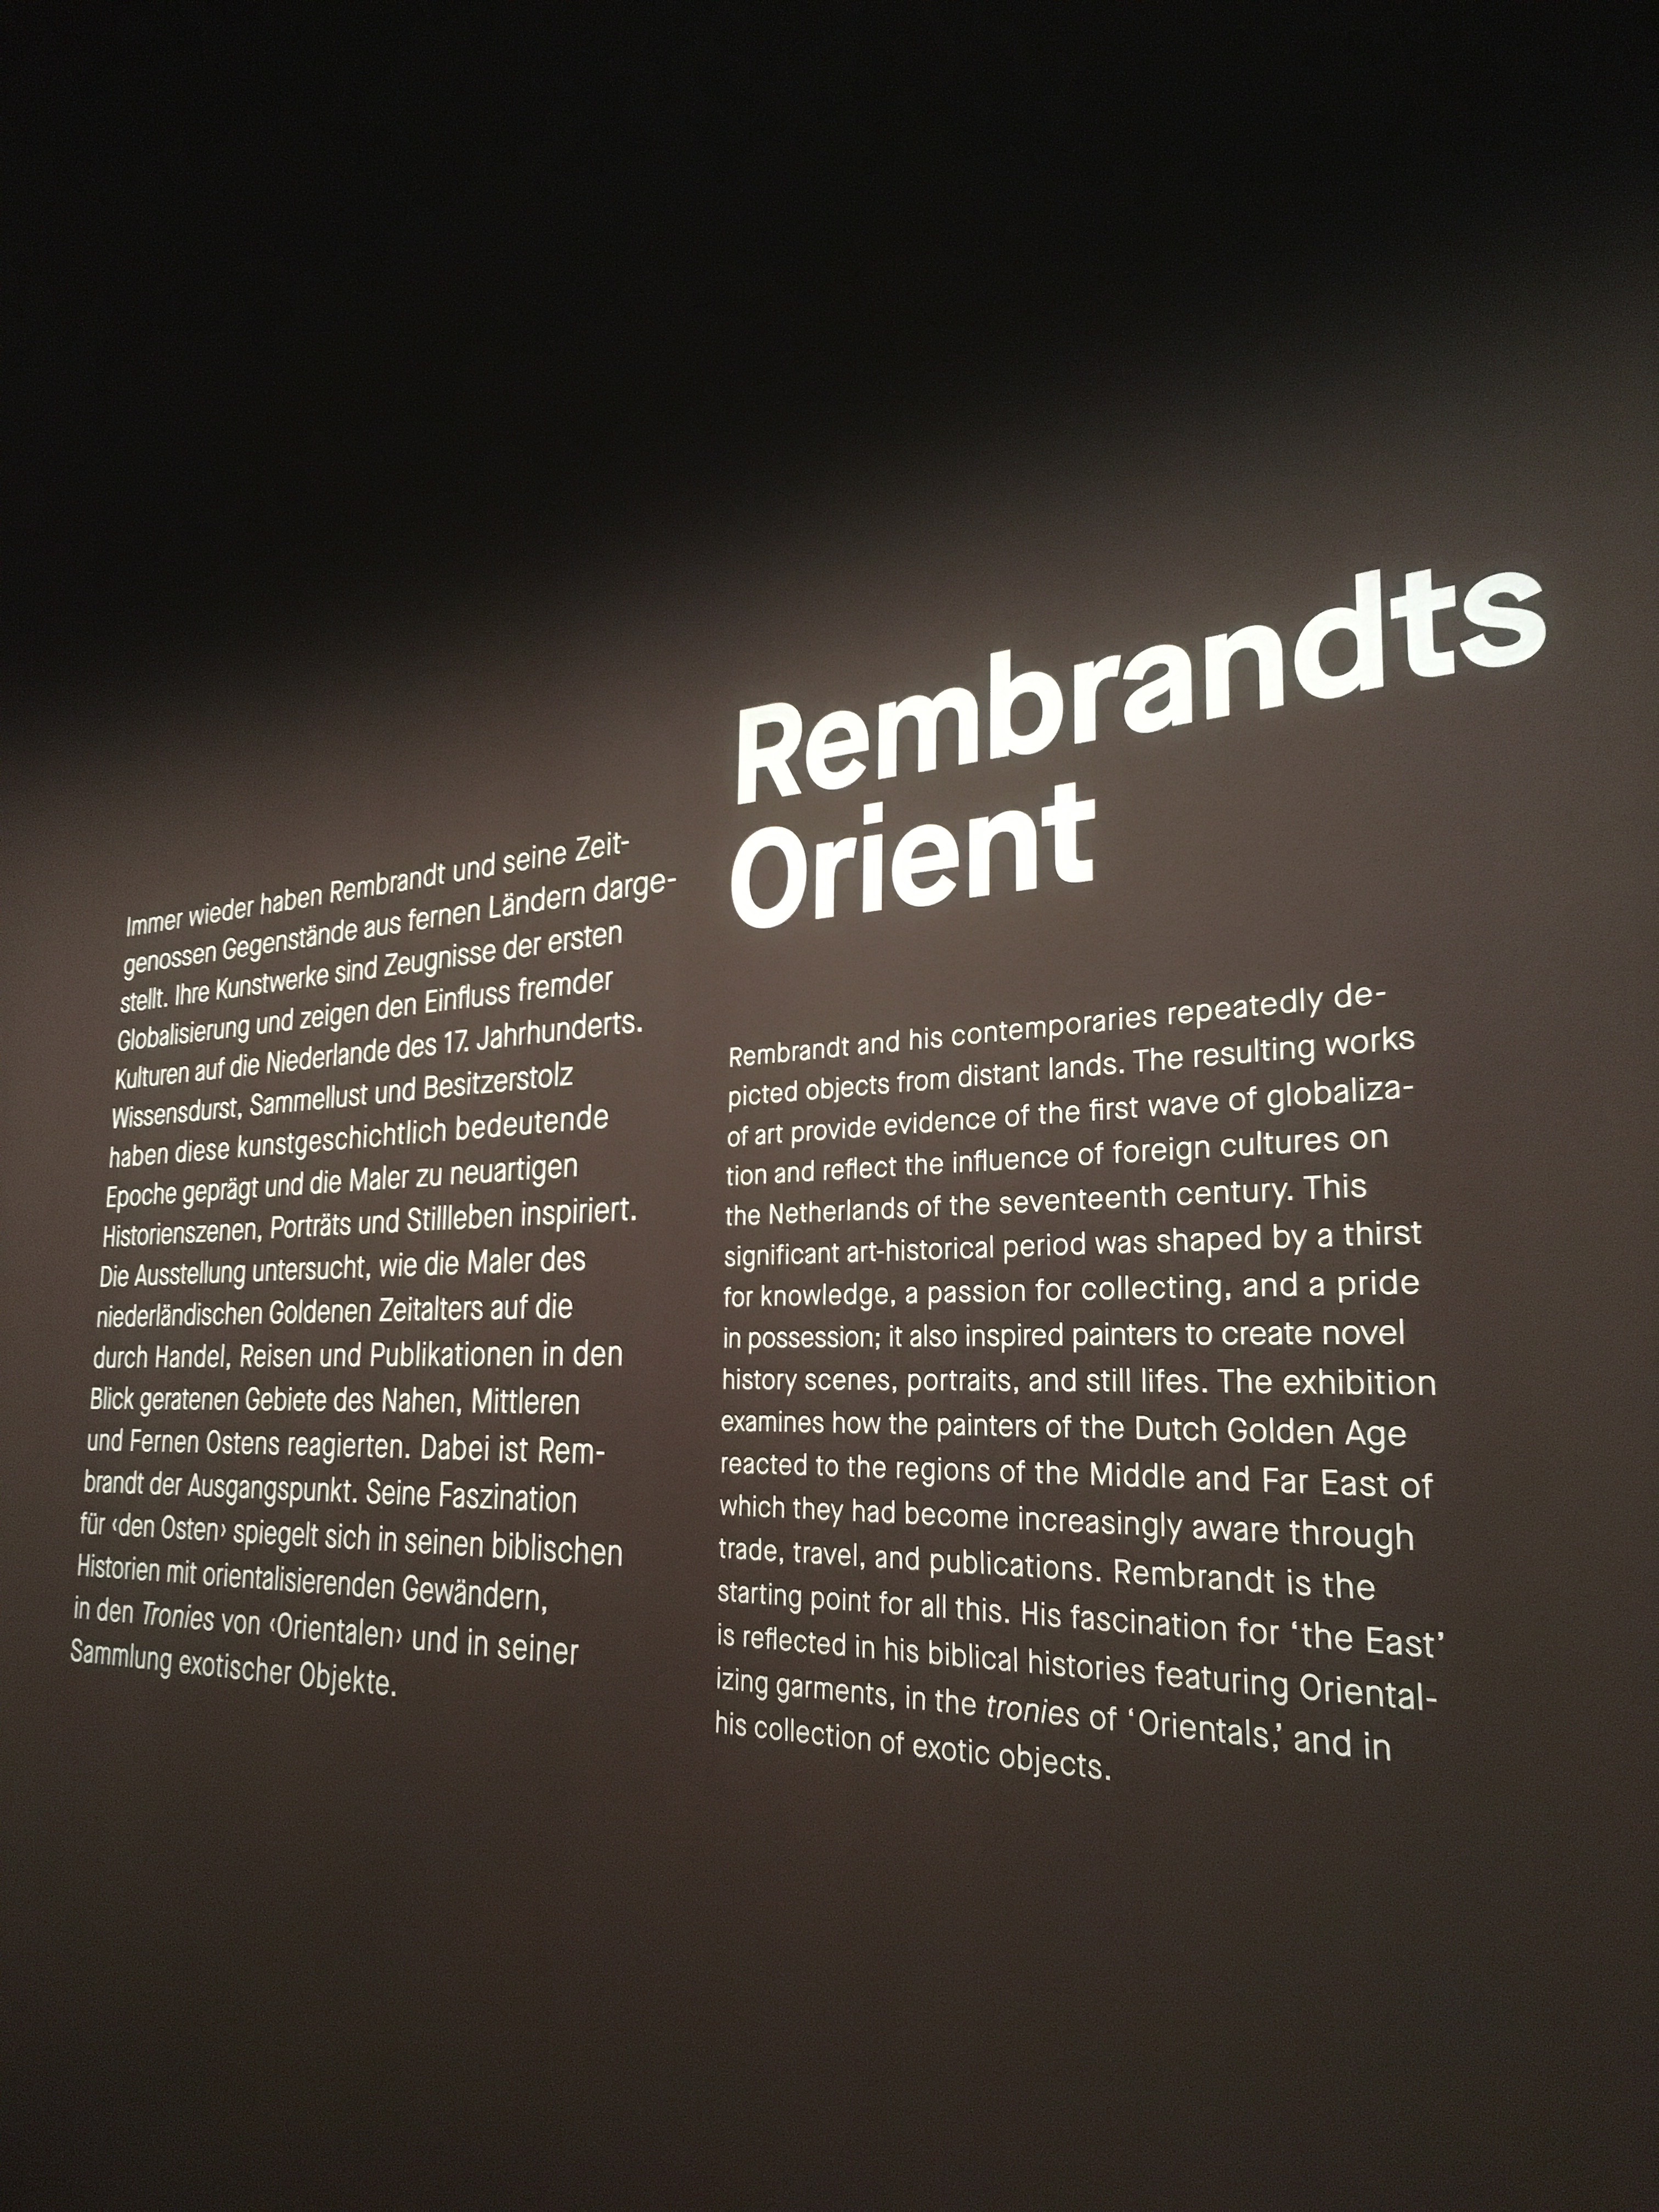 Rembrandts
Orient
Immer wieder haben Rembrandt und seine Zeit-
genossen Gegenstände aus fernen Ländern darge-
stellt. Ihre Kunstwerke sind Zeugnisse der ersten
Globalisierung und zeigen den Einfluss fremder
Kulturen auf die Niederlande des 17. Jahrhunderts.
Wissensdurst, Sammellust und Besitzerstolz
haben diese kunstgeschichtlich bedeutende
Epoche geprägt und die Maler zu neuartigen
Historienszenen, Porträts und Stillleben inspiriert.
Die Ausstellung untersucht, wie die Maler des
niederländischen Goldenen Zeitalters auf die
durch Handel, Reisen und Publikationen in den
Blick geratenen Gebiete des Nahen, Mittleren
und Fernen Ostens reagierten. Dabei ist Rem-
brandt der Ausgangspunkt. Seine Faszination
für ‹den Osten› spiegelt sich in seinen biblischen
Historien mit orientalisierenden Gewändern,
in den Tronies von ‹Orientalen› und in seiner
Sammlung exotischer Objekte.
Rembrandt and his contemporaries repeatedly de-
picted objects from distant lands. The resulting works
of art provide evidence of the first wave of globaliza-
tion and reflect the influence of foreign cultures on
the Netherlands of the seventeenth century. This
significant art-historical period was shaped by a thirst
for knowledge, a passion for collecting, and a pride
in possession; it also inspired painters to create novel
history scenes, portraits, and still lifes. The exhibition
examines how the painters of the Dutch Golden Age
reacted to the regions of the Middle and Far East of
which they had become increasingly aware through
trade, travel, and publications. Rembrandt is the
starting point for all this. His fascination for ‘the East’
is reflected in his biblical histories featuring Oriental-
izing garments, in the tronies of ‘Orientals,’ and in
his collection of exotic objects.